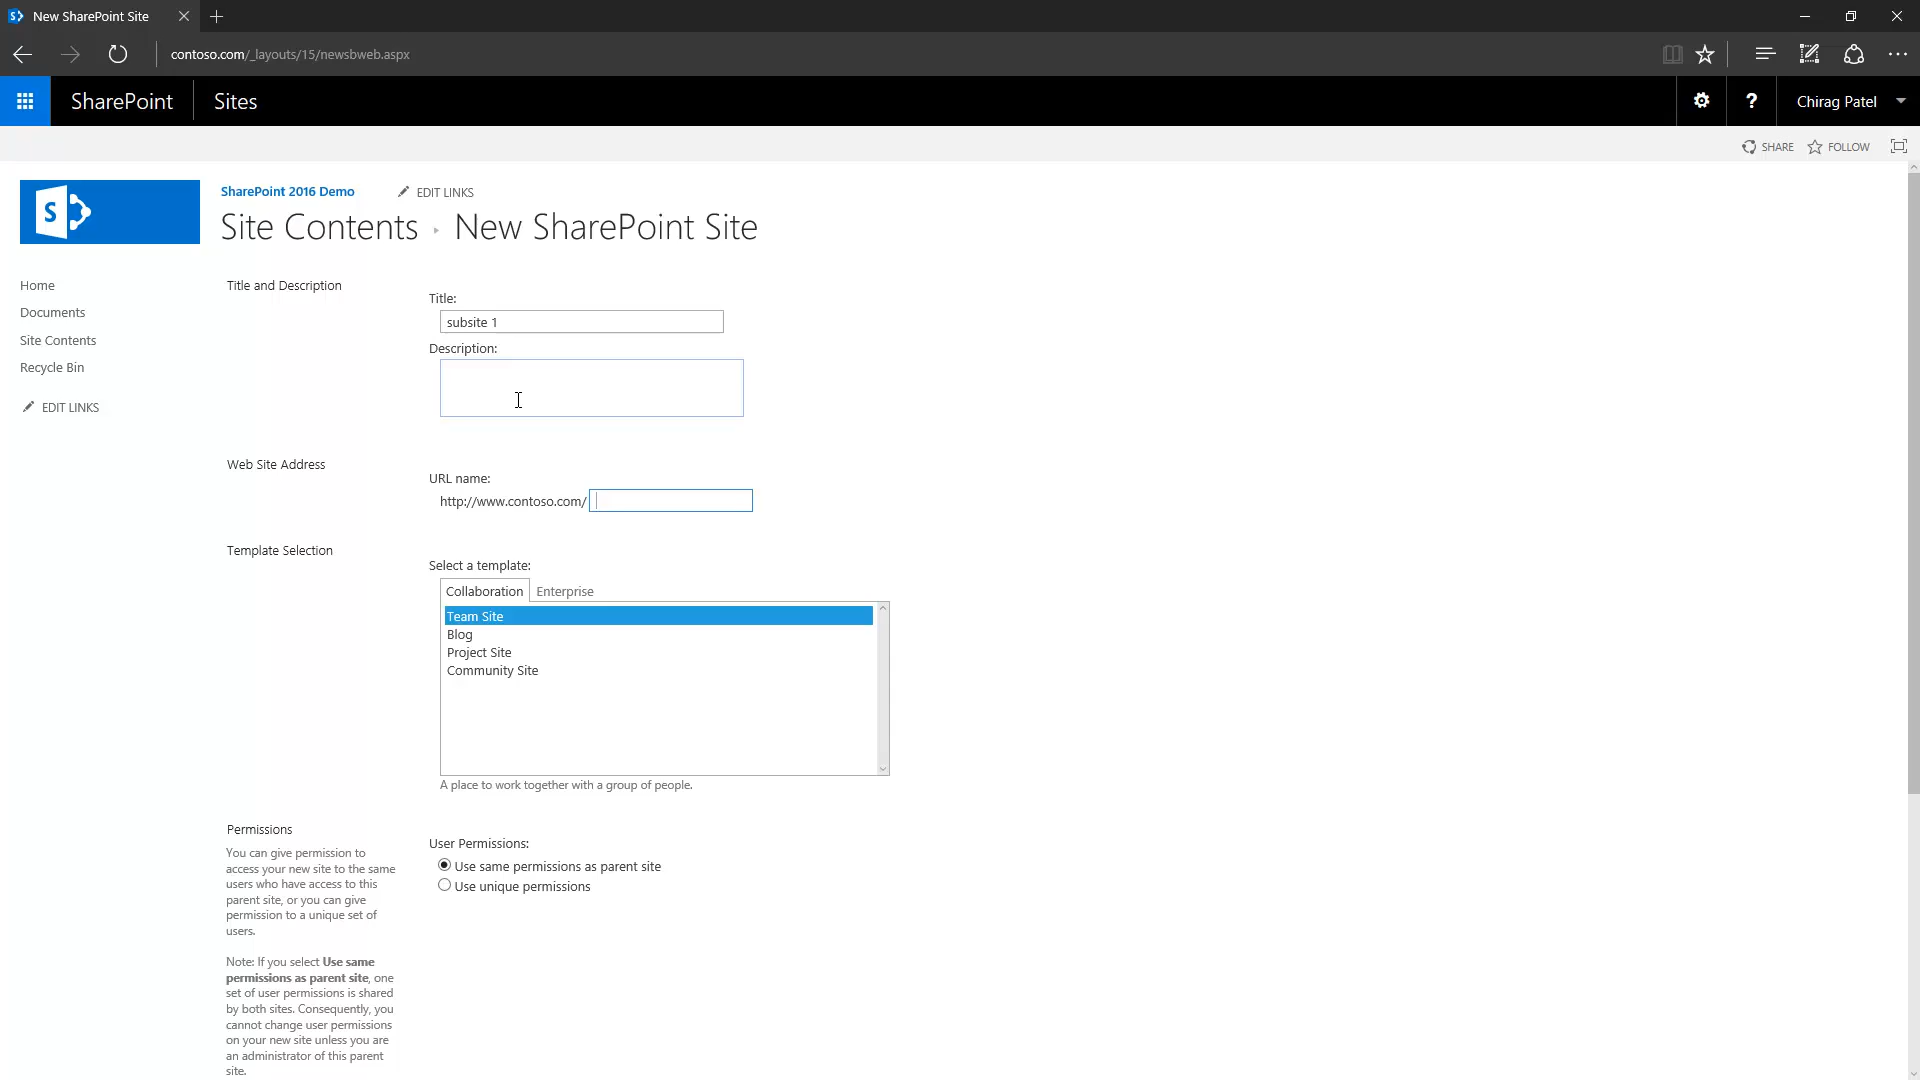 New SharePoint Site
contoso.com/_layouts/15/newsbweb.aspx
SharePoint
Sites
?
Chirag Patel
SHARE
FOLLOW
S
SharePoint 2016 Demo
EDIT LINKS
Site Contents
New SharePoint Site
Home
Documents
Site Contents
Recycle Bin
EDIT LINKS
Title and Description
Title:
subsite 1
Description:
Web Site Address
URL name:
http://www.contoso.com/
Template Selection
Select a template:
Collaboration
Enterprise
Team Site
Blog
Project Site
Community Site
A place to work together with a group of people.
Permissions
You can give permission to
access your new site to the same
users who have access to this
parent site, or you can give
permission to a unique set of
users.
Note: If you select Use same
permissions as parent site, one
set of user permissions is shared
by both sites. Consequently, you
cannot change user permissions
on your new site unless you are
an administrator of this parent
site.
User Permissions:
Use same permissions as parent site
Use unique permissions